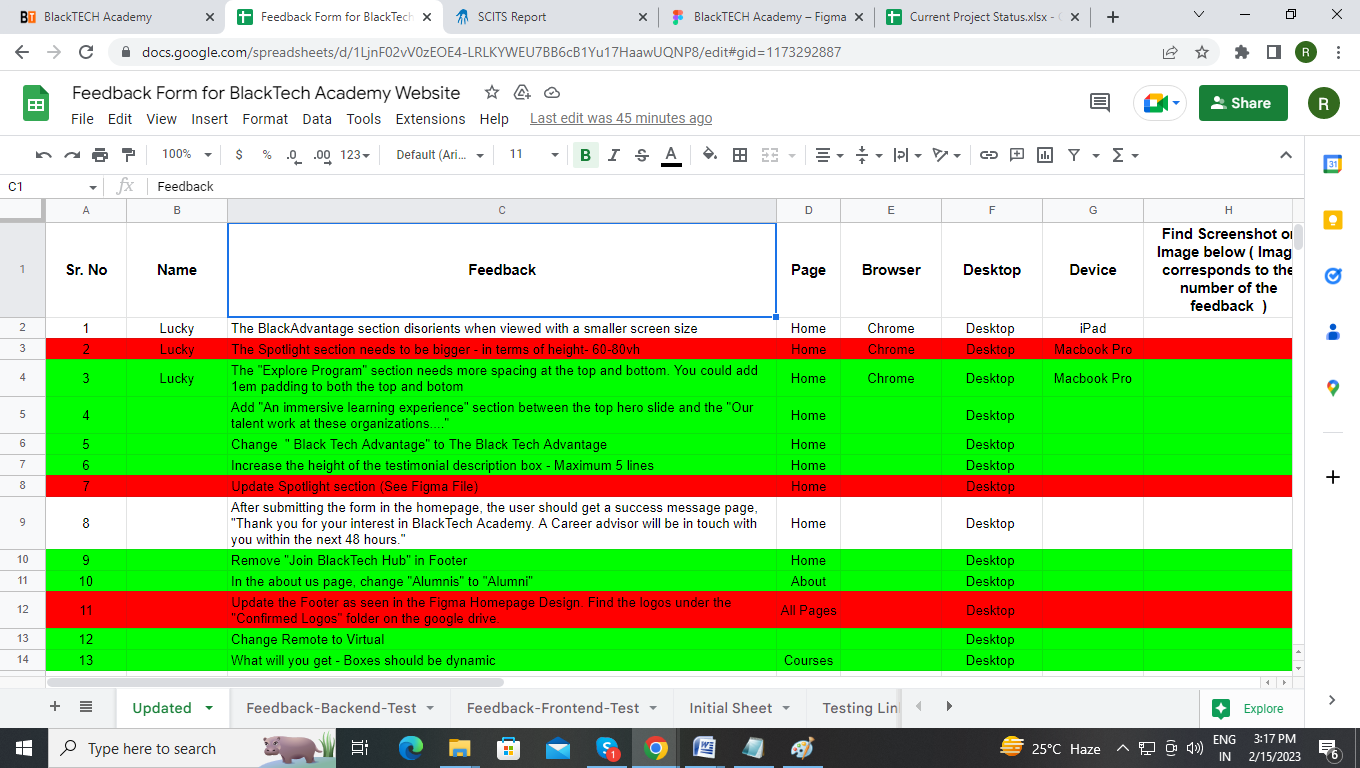 BlackTECH Academy
Feedback Form for BlackTech
SCITS Report
BlackTECH Academy – Figma
Current Project Status.xlsx -
docs.google.com/spreadsheets/d/1LjnF02vV0zEOE4-LRLKYWEU7BB6cB1Yu17HaawUQNP8/edit#gid=1173292887
R
Feedback Form for BlackTech Academy Website
File Edit View Insert Format Data Tools Extensions Help Last edit was 45 minutes ago
Share
R
100% $ % .0 .00 123 Default (Ari... 11 B I S A
31
C1 fx Feedback
A B C D E F G H
1 Sr. No Name Feedback Page Browser Desktop Device
Find Screenshot or
Image below ( Imag
corresponds to the
number of the
feedback )
2 1 Lucky The BlackAdvantage section disorients when viewed with a smaller screen size Home Chrome Desktop iPad
3 2 Lucky The Spotlight section needs to be bigger - in terms of height- 60-80vh Home Chrome Desktop Macbook Pro
4 3 Lucky The "Explore Program" section needs more spacing at the top and bottom. You could add
1em padding to both the top and botom Home Chrome Desktop Macbook Pro
5 4 Add "An immersive learning experience" section between the top hero slide and the "Our
talent work at these organizations...." Home Desktop
6 5 Change " Black Tech Advantage" to The Black Tech Advantage Home Desktop
7 6 Increase the height of the testimonial description box - Maximum 5 lines Home Desktop
8 7 Update Spotlight section (See Figma File) Home Desktop
9 8 After submitting the form in the homepage, the user should get a success message page,
"Thank you for your interest in BlackTech Academy. A Career advisor will be in touch with
you within the next 48 hours." Home Desktop
10 9 Remove "Join BlackTech Hub" in Footer Home Desktop
11 10 In the about us page, change "Alumnis" to "Alumni" About Desktop
12 11 Update the Footer as seen in the Figma Homepage Design. Find the logos under the
"Confirmed Logos" folder on the google drive. All Pages Desktop
13 12 Change Remote to Virtual Desktop
14 13 What will you get - Boxes should be dynamic Courses Desktop
Updated Feedback-Backend-Test Feedback-Frontend-Test Initial Sheet Testing Lin
Explore
Type here to search
1
25°C Haze
ENG
IN
3:17 PM
2/15/2023
6